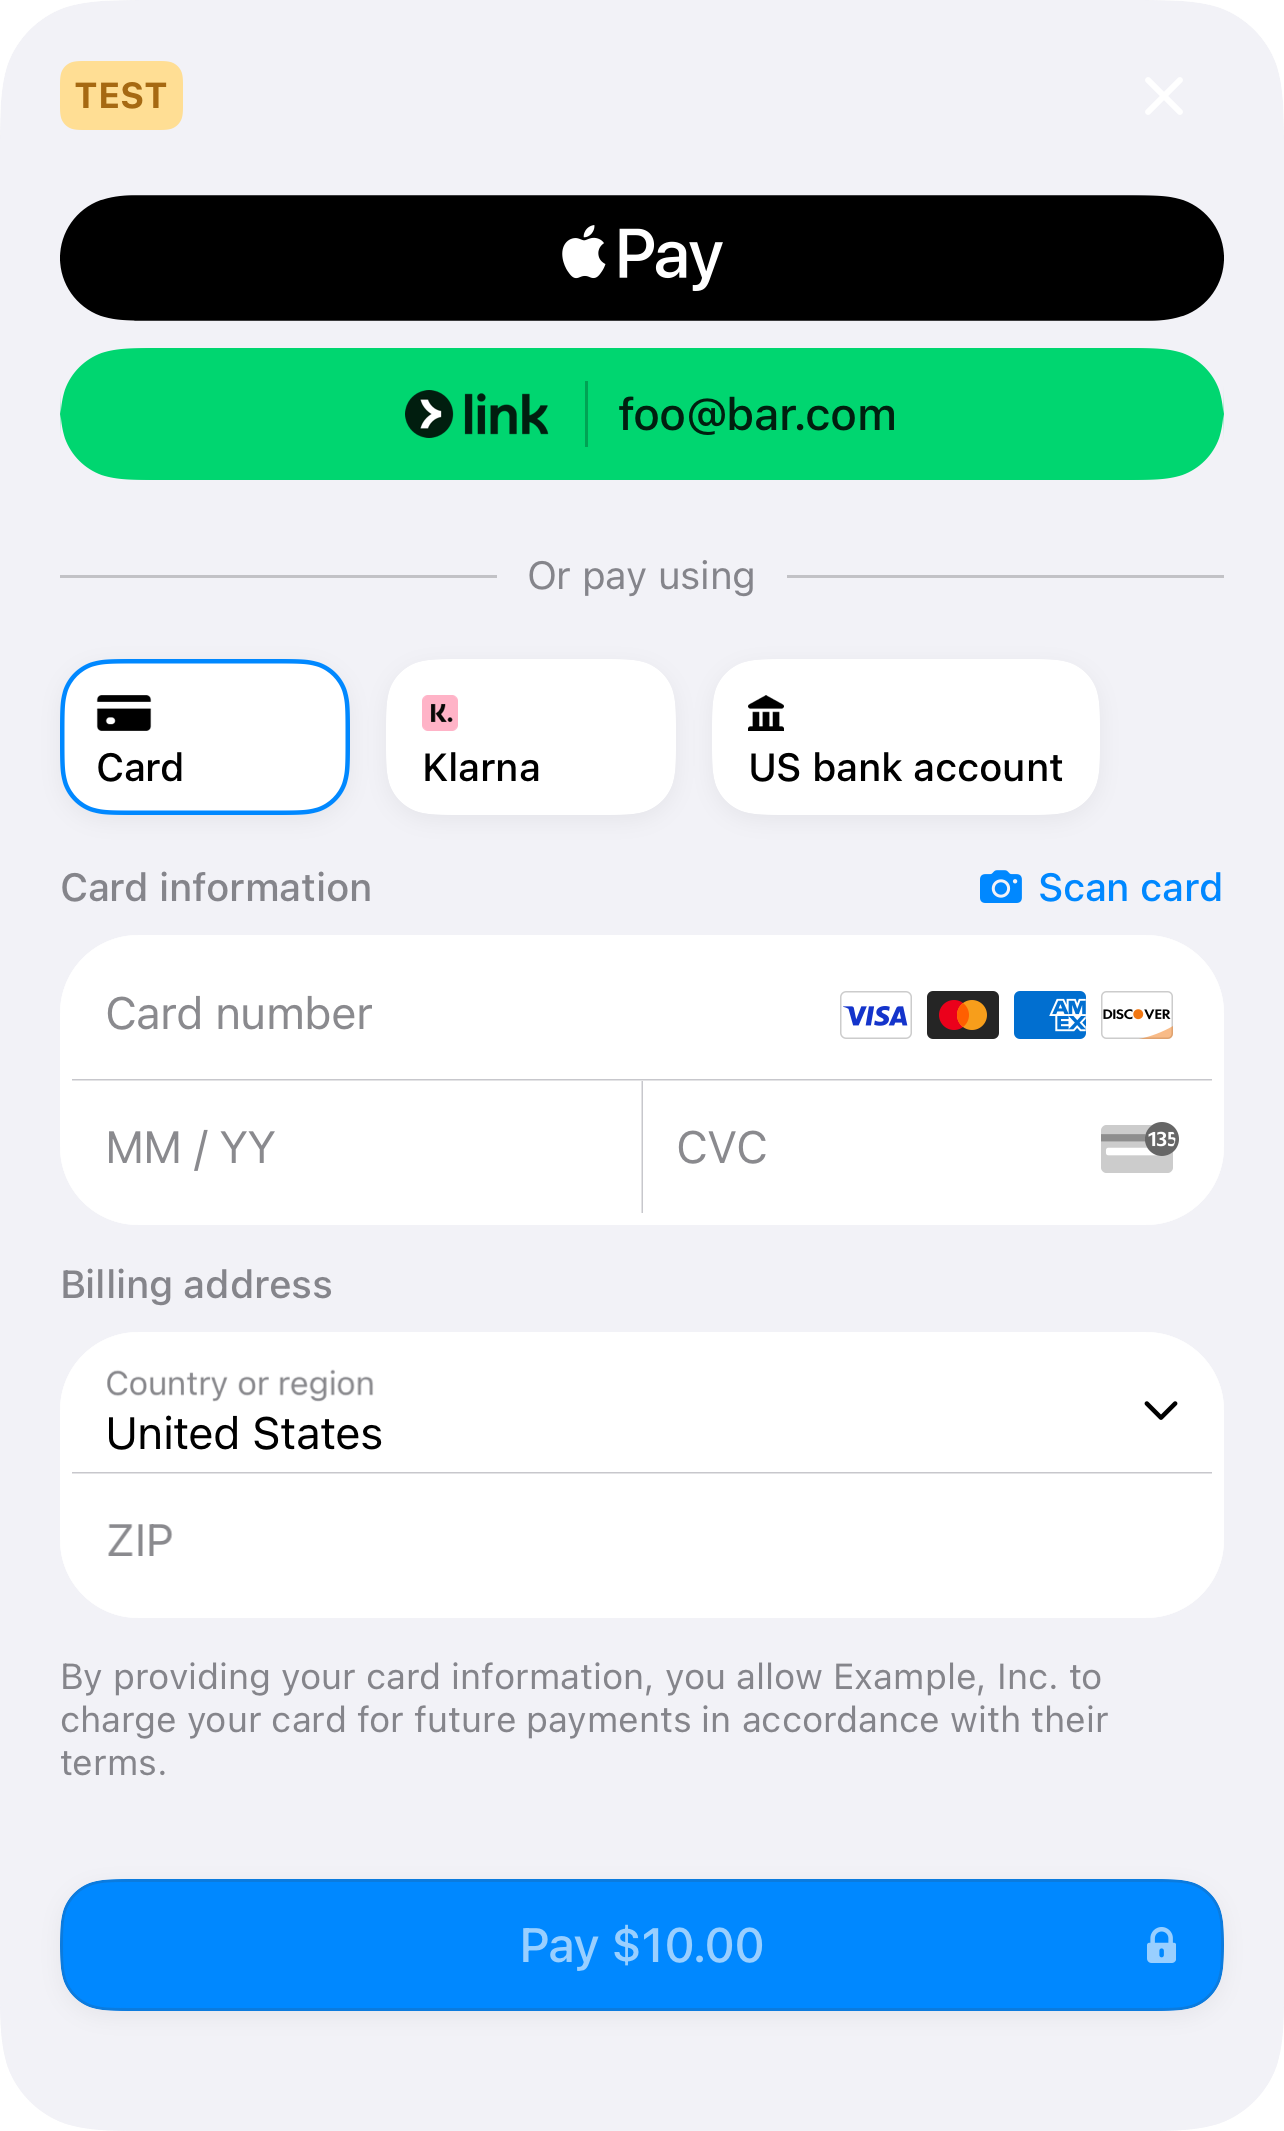 TEST
Pay
link foo@bar.com
Or pay using
Card
K. Klarna
US bank account
Card information Scan card
Card number VISA AMEX DISCOVER
MM / YY CVC 135
Billing address
Country or region
United States
ZIP
By providing your card information, you allow Example, Inc. to
charge your card for future payments in accordance with their
terms.
Pay $10.00